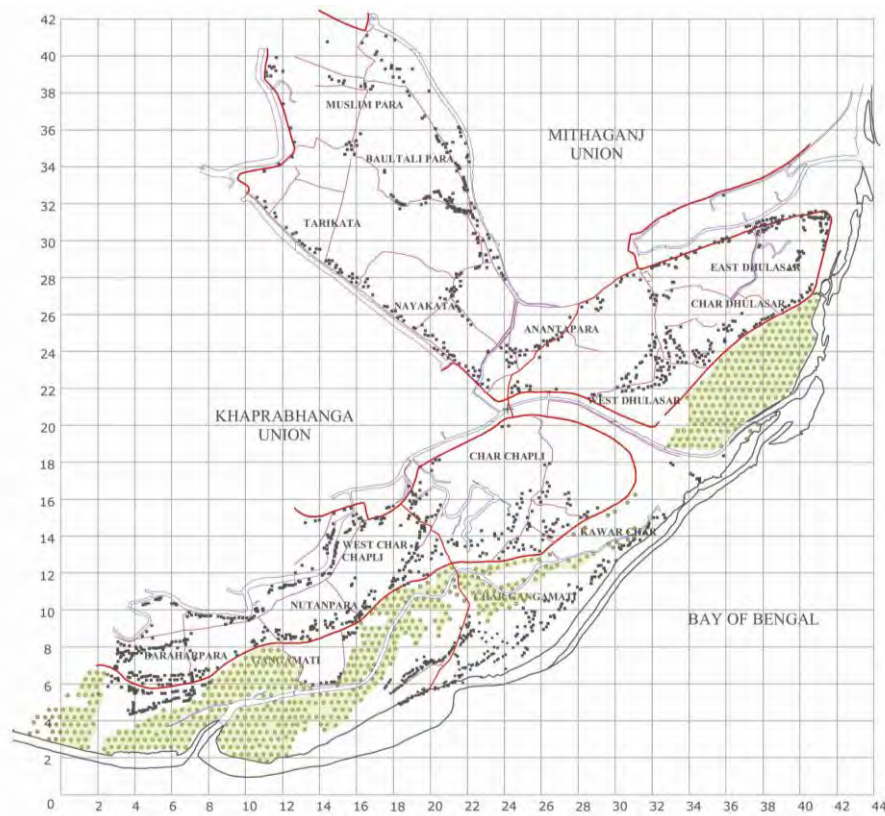 42
40
38
MUSLIM PARA
36
MITHAGANJ
UNION
BAULTALI PARA
34
32
TARIKATA
30
EAST DHULASAR
28
CHAR DHULASAR
NAYAKATA
26
ANANTAPARA
24
22
WEST DHULASAR
KHAPRABHANGA
UNION
20
CHAR CHAPLI
18
16
14
KAWAR CHAR
WEST CHAR
CHAPLI
12
CHAR GANGAMATI
NUTANPARA
10
BAY OF BENGAL
8
BARAHARPARA
GANGAMATI
6
4
2
0
2 4 6 8 10 12 14 16 18 20 22 24 26 28 30 32 34 36 38 40 42 44